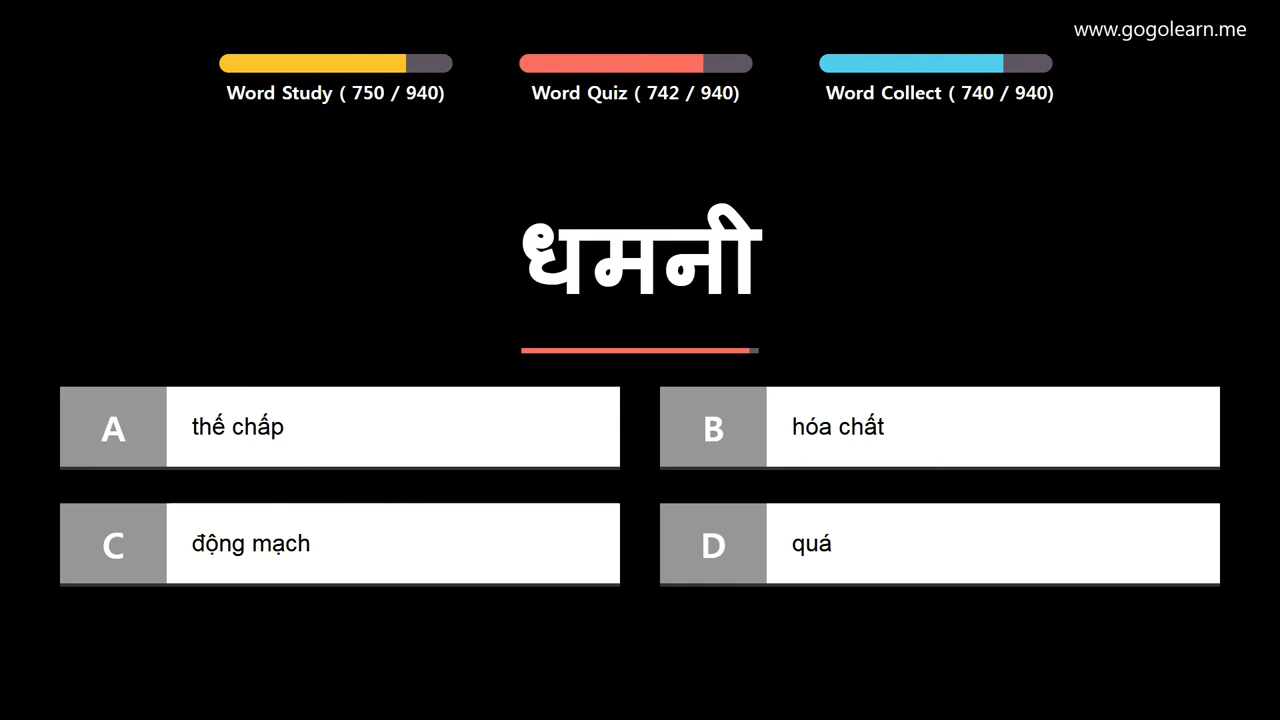 www.gogolearn.me
Word Study ( 750 / 940)
Word Quiz ( 742 / 940)
Word Collect ( 740 / 940)
धमनी
A thế chấp
B hóa chất
C động mạch
D quá